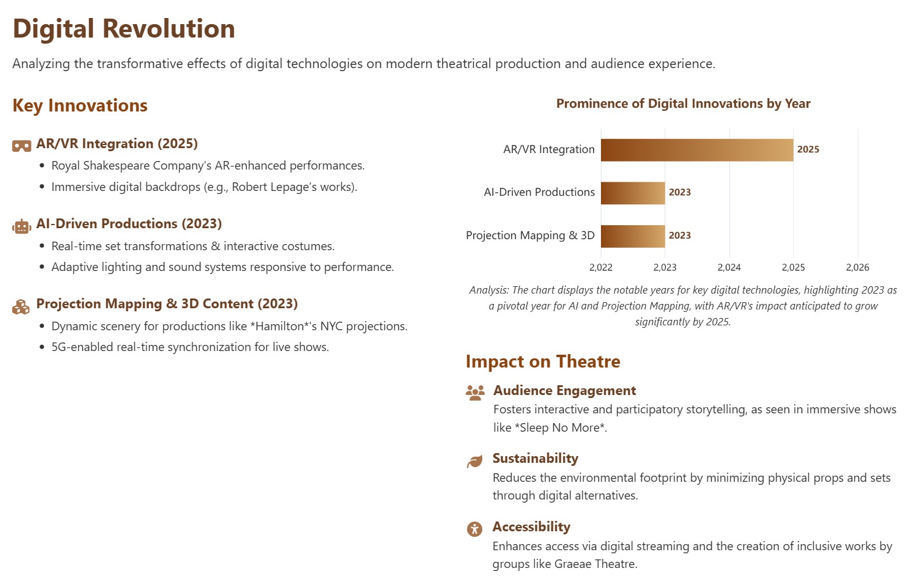 Digital Revolution
Analyzing the transformative effects of digital technologies on modern theatrical production and audience experience.
Key Innovations
AR/VR Integration (2025)
• Royal Shakespeare Company's AR-enhanced performances.
• Immersive digital backdrops (e.g., Robert Lepage's works).
AI-Driven Productions (2023)
• Real-time set transformations & interactive costumes.
• Adaptive lighting and sound systems responsive to performance.
Projection Mapping & 3D Content (2023)
• Dynamic scenery for productions like *Hamilton*'s NYC projections.
• 5G-enabled real-time synchronization for live shows.
Prominence of Digital Innovations by Year
AR/VR Integration 2025
AI-Driven Productions 2023
Projection Mapping & 3D 2023
2,022 2,023 2,024 2,025 2,026
Analysis: The chart displays the notable years for key digital technologies, highlighting 2023 as
a pivotal year for AI and Projection Mapping, with AR/VR's impact anticipated to grow
significantly by 2025.
Impact on Theatre
Audience Engagement
Fosters interactive and participatory storytelling, as seen in immersive shows
like *Sleep No More*.
Sustainability
Reduces the environmental footprint by minimizing physical props and sets
through digital alternatives.
Accessibility
Enhances access via digital streaming and the creation of inclusive works by
groups like Graeae Theatre.